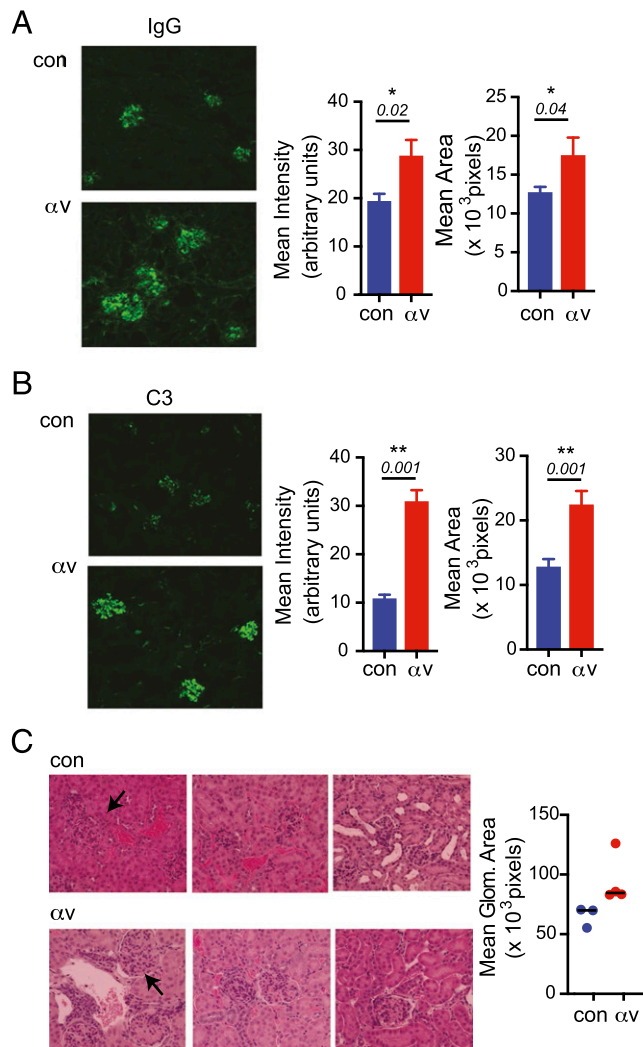 A
IgG
con
αv
Mean Intensity
(arbitrary units)
40
30
20
10
0
*
0.02
con αv
Mean Area
(x 10³pixels)
25
20
15
10
5
0
*
0.04
con αv
B
C3
con
αv
Mean Intensity
(arbitrary units)
40
30
20
10
0
**
0.001
con αv
Mean Area
(x 10³pixels)
30
20
10
0
**
0.001
con αv
C
con
αv
Mean Glom. Area
(x 10³pixels)
150
100
50
0
con αv